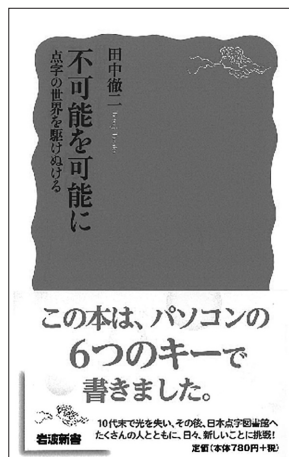 田中徹二
不可能を可能に
点字の世界を駆けぬける
この本は、パソコンの
6つのキーで
書きました。
10代末で光を失い、その後、日本点字図書館へ
たくさんの人とともに、日々、新しいことに挑戦!
岩波新書
定価(本体780円+税)